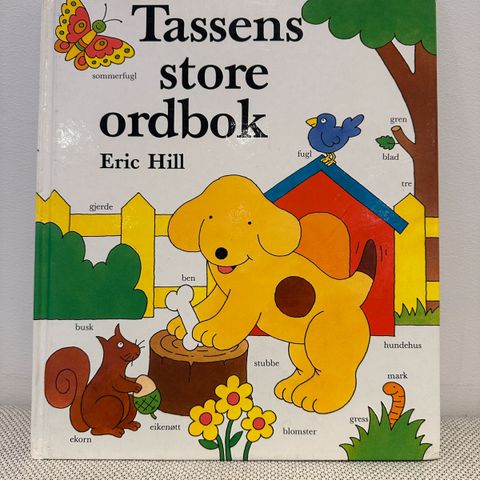 Tassens
store
ordbok
Eric Hill
sommerfugl
gren
fugl
blad
tre
gjerde
ben
busk
hundehus
stubbe
mark
gress
ekorn
eikenøtt
blomster